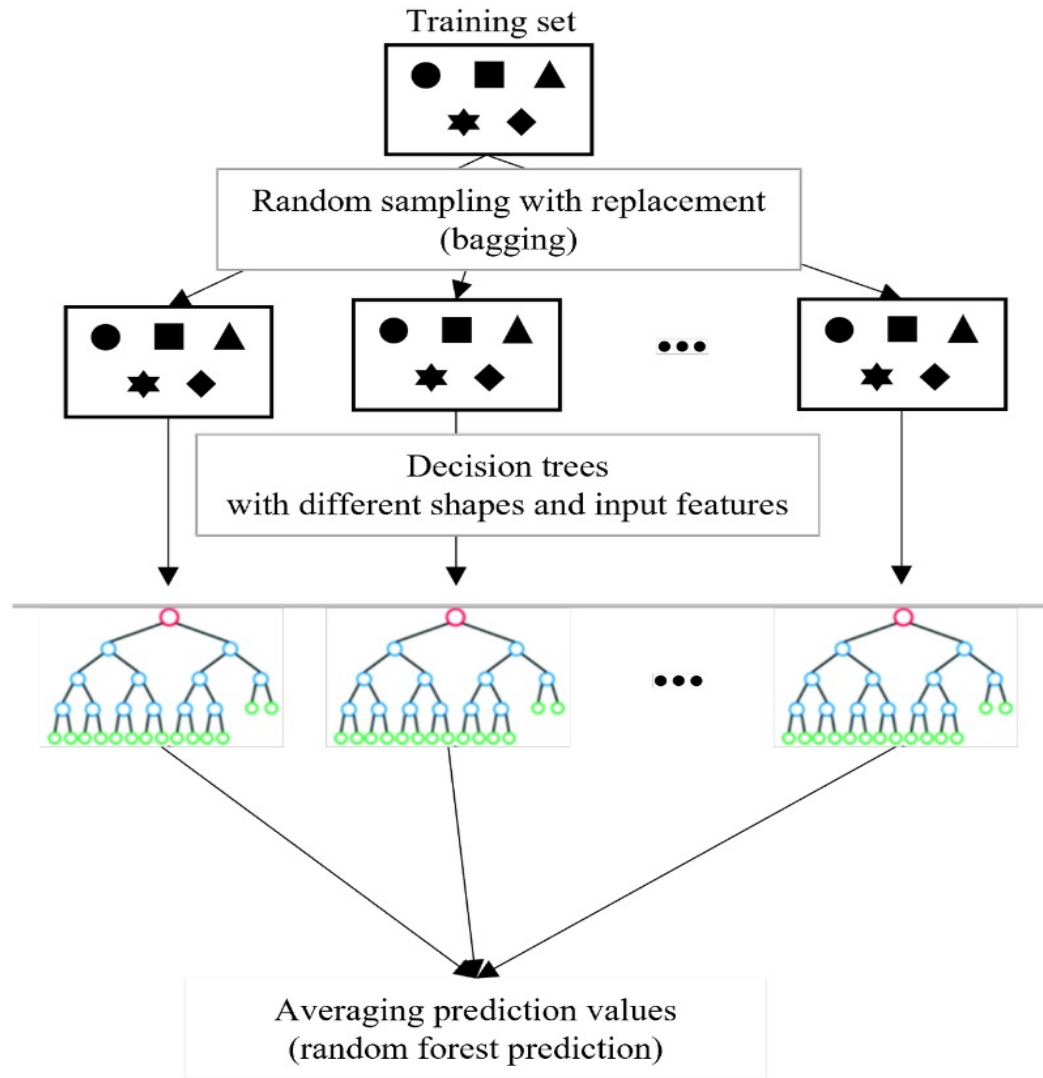 Training set
Random sampling with replacement
(bagging)
Decision trees
with different shapes and input features
Averaging prediction values
(random forest prediction)